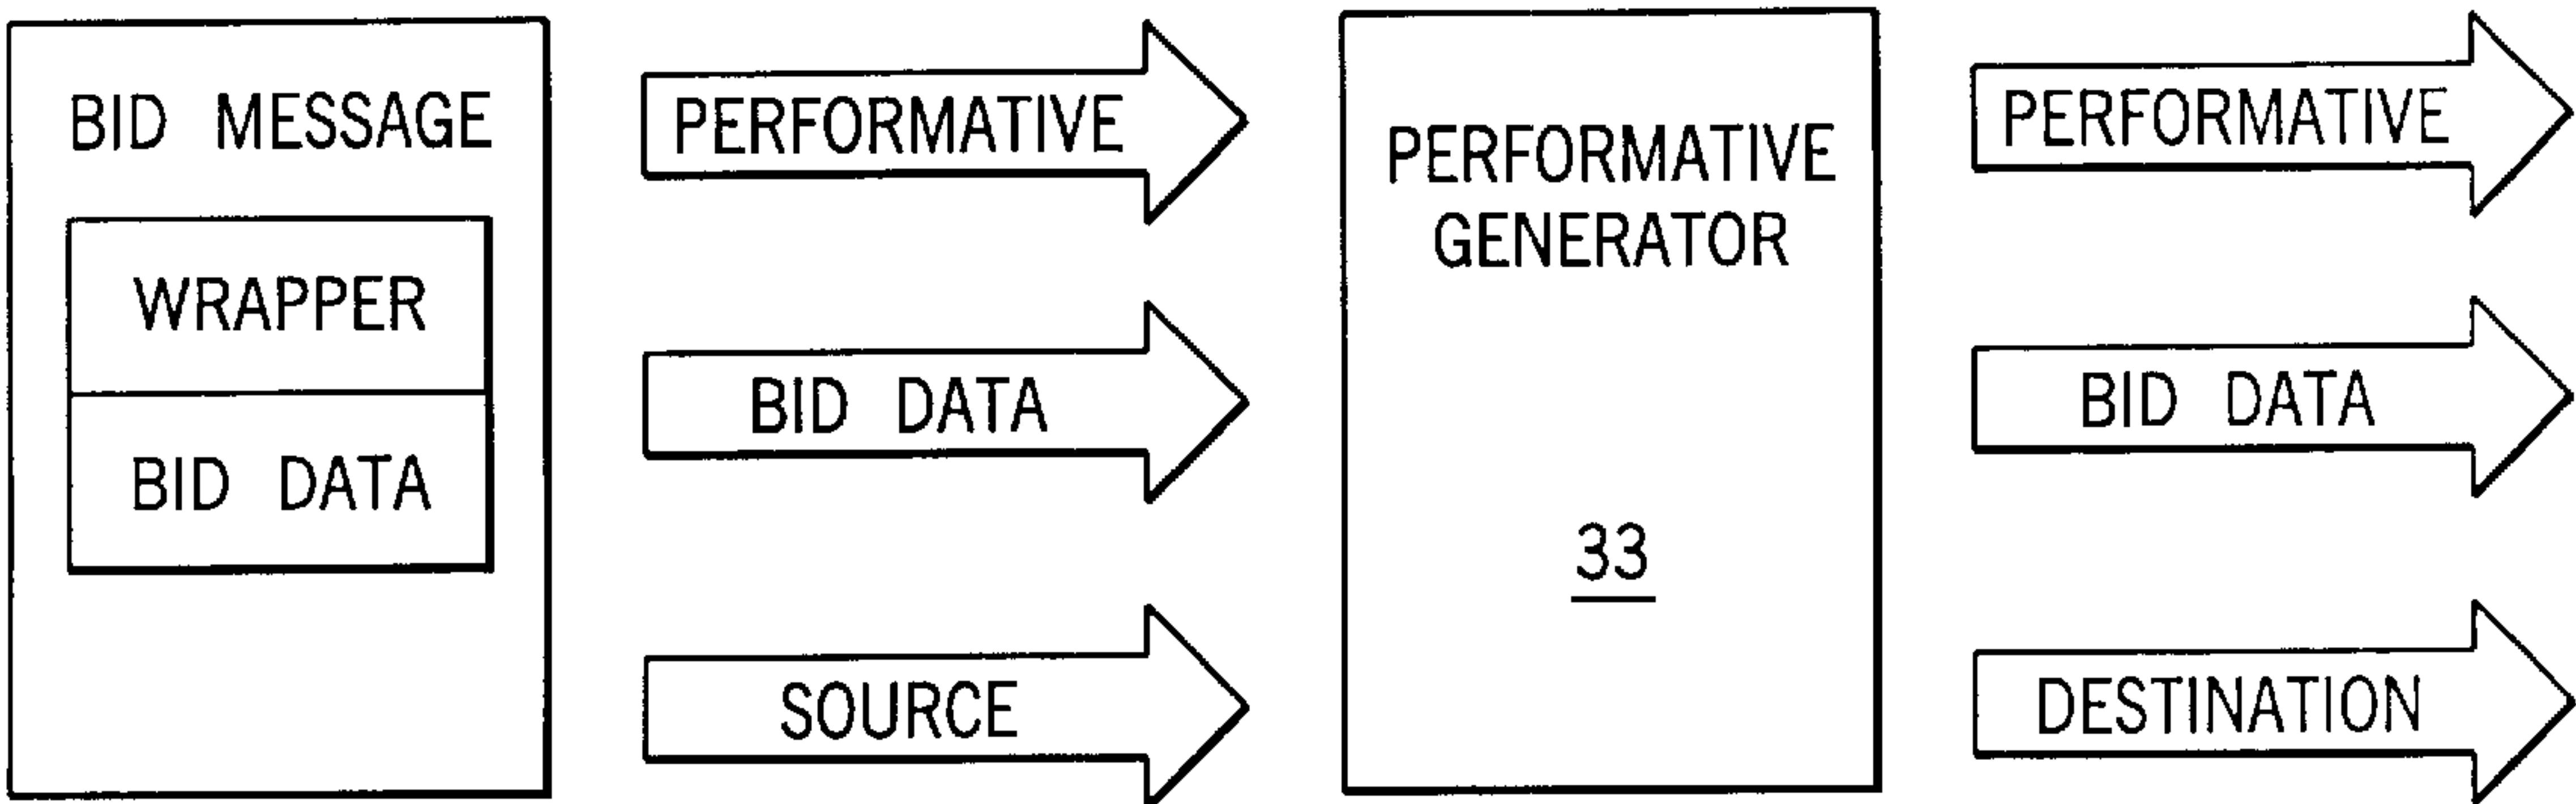 BID MESSAGE
WRAPPER
BID DATA
PERFORMATIVE
BID DATA
SOURCE
PERFORMATIVE
GENERATOR
33
PERFORMATIVE
BID DATA
DESTINATION